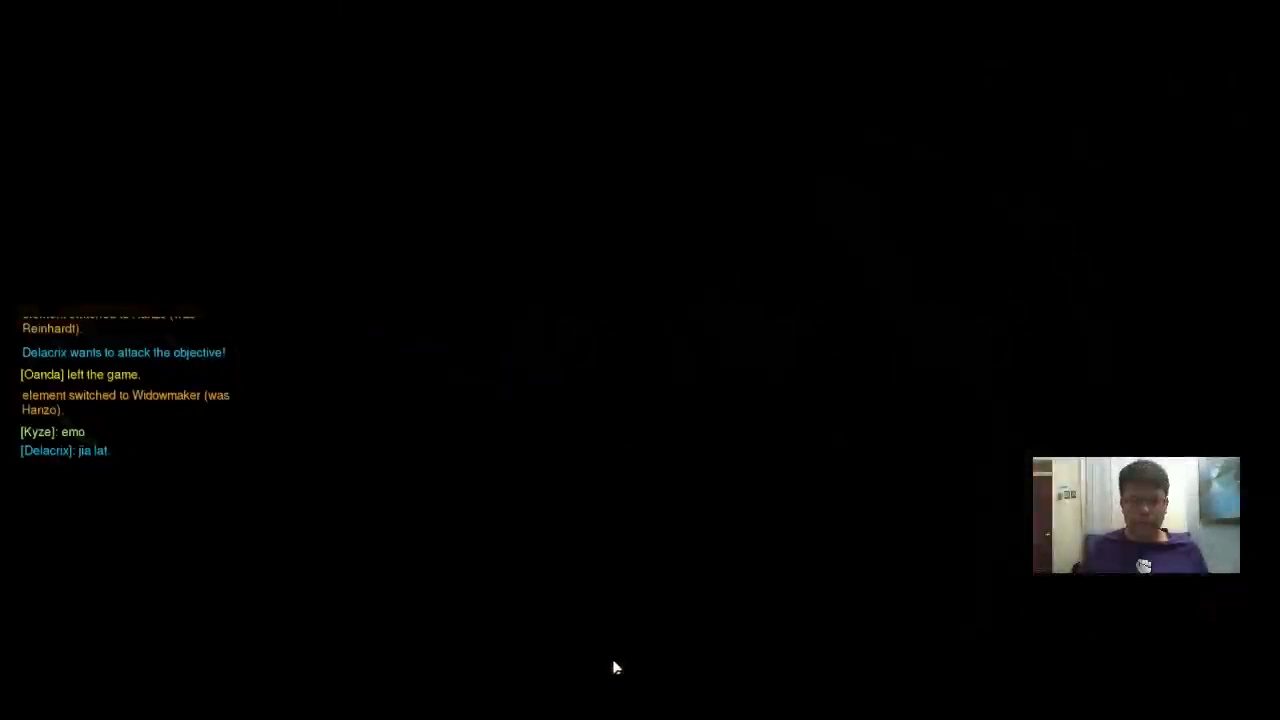 Reinhardt).
Delacrix wants to attack the objective!
[Oanda] left the game.
element switched to Widowmaker (was
Hanzo).
[Kyze]: emo
[Delacrix]: jia lat.